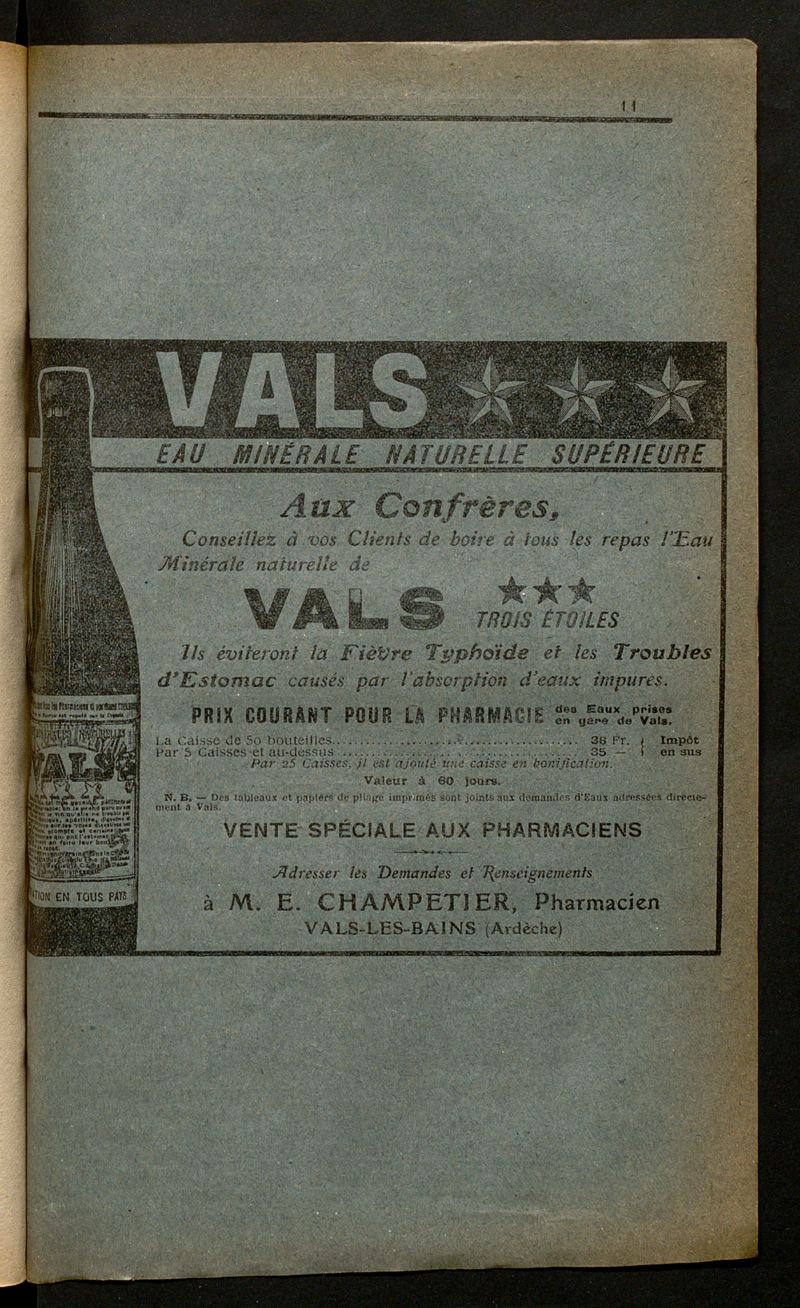 11
VALS
EAU MINÉRALE NATURELLE SUPÉRIEURE
Aux Confrères,
Conseillez à vos Clients de boire à tous les repas l'Eau
Minérale naturelle de
VALS TROIS ÉTOILES
Ils éviteront la Fièvre Typhoïde et les Troubles
d'Estomac causés par l'absorption d'eaux impures.
PRIX COURANT POUR LA PHARMACIE des Eaux prises en gare de Vals.
La Caisse de 50 bouteilles........ 36 Fr. } Impôt
Par 5 Caisses et au-dessus ........ 35 — } en sus
Par 25 Caisses, il est ajouté une caisse en bonification.
Valeur à 60 jours.
N. B. — Des tableaux et papiers de pliage imprimés sont joints aux demandes d'Eaux adressées directe-
ment à Vals.
VENTE SPÉCIALE AUX PHARMACIENS
Adresser les Demandes et Renseignements
à M. E. CHAMPETIER, Pharmacien
VALS-LES-BAINS (Ardèche)
VALS
EN TOUS PAYS